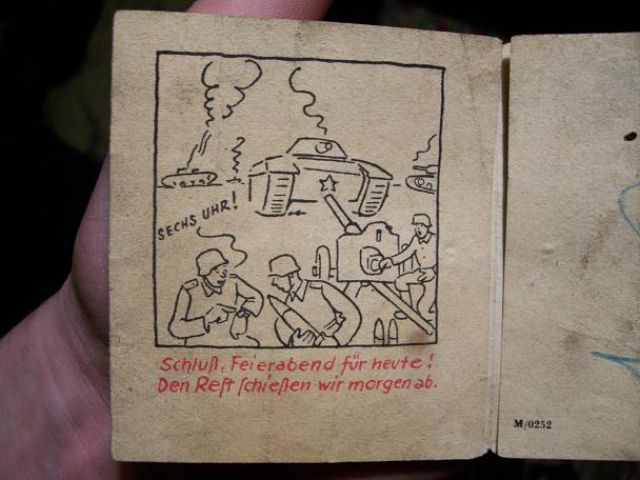 SECHS UHR!
Schluß, Feierabend für heute!
Den Reſt ſchießen wir morgen ab.
M/0252